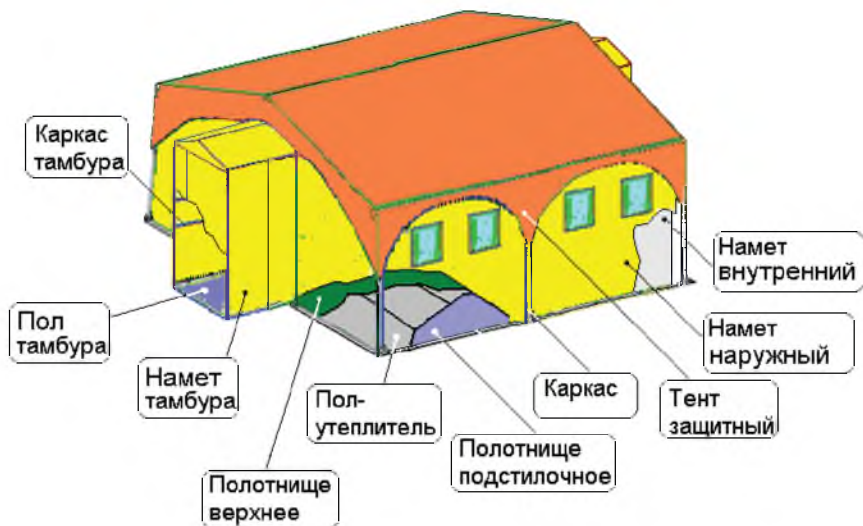 Каркас
тамбура
Пол
тамбура
Намет
тамбура
Полотнище
верхнее
Пол-
утеплитель
Полотнище
подстилочное
Каркас
Тент
защитный
Намет
наружный
Намет
внутренний